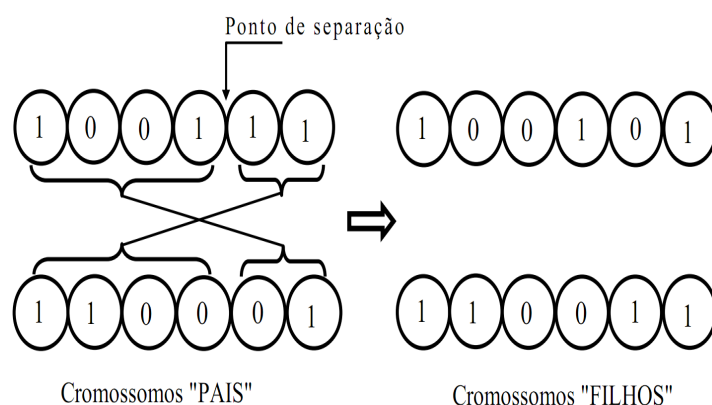 Ponto de separação
1 0 0 1 1 1
1 0 0 1 0 1
1 1 0 0 0 1
1 1 0 0 1 1
Cromossomos "PAIS"
Cromossomos "FILHOS"